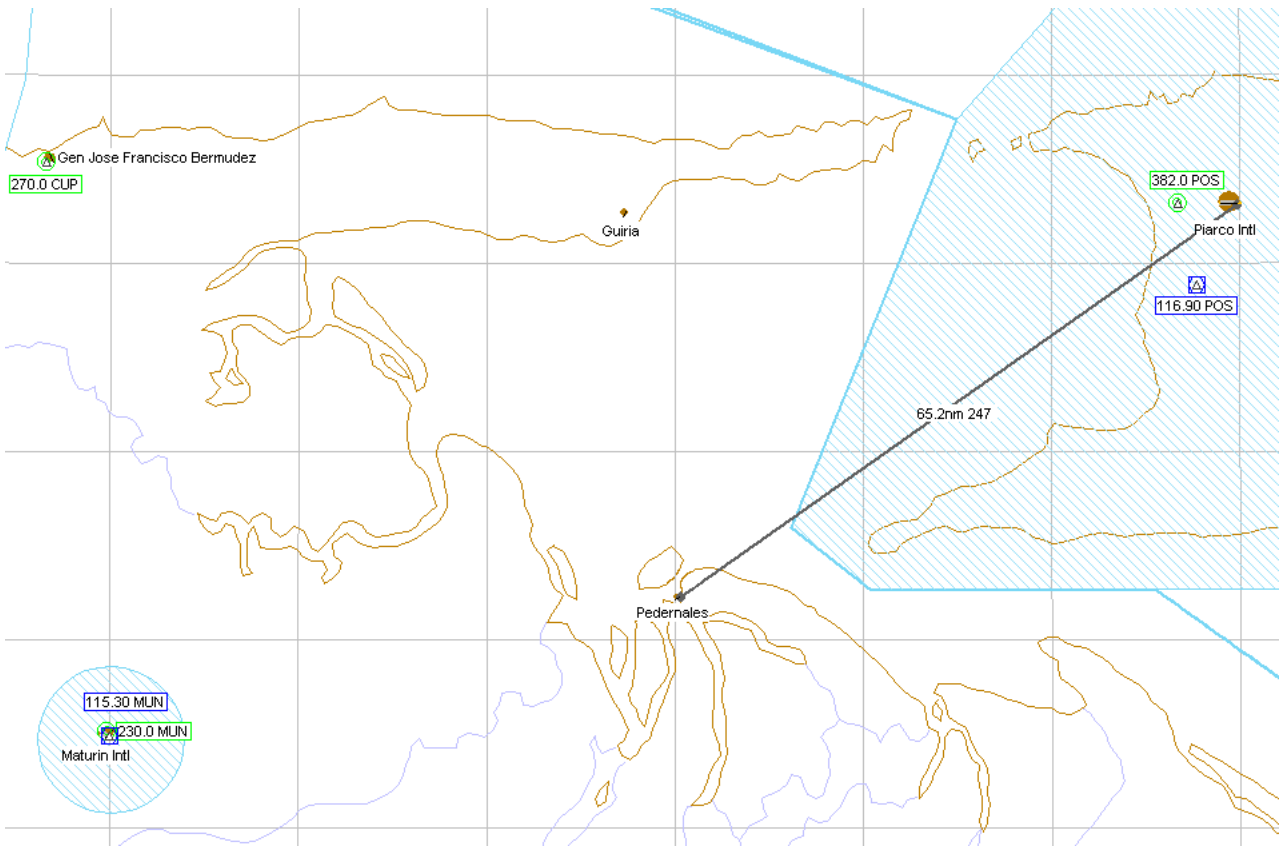 Gen Jose Francisco Bermudez
270.0 CUP
382.0 POS
Guiria
Piarco Intl
116.90 POS
65.2nm 247
Pedernales
115.30 MUN
230.0 MUN
Maturin Intl